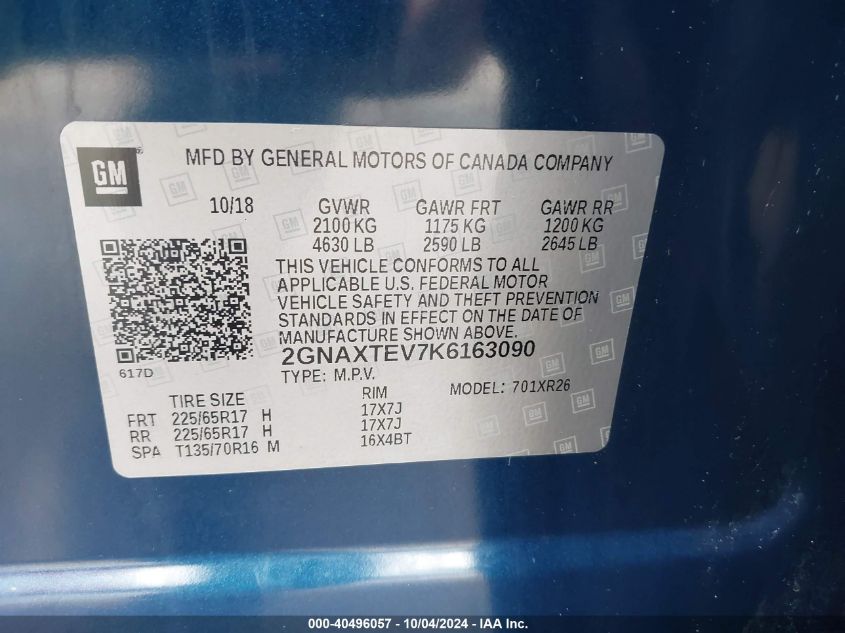 GM
MFD BY GENERAL MOTORS OF CANADA COMPANY
10/18 GVWR GAWR FRT GAWR RR
2100 KG 1175 KG 1200 KG
4630 LB 2590 LB 2645 LB
THIS VEHICLE CONFORMS TO ALL
APPLICABLE U.S. FEDERAL MOTOR
VEHICLE SAFETY AND THEFT PREVENTION
STANDARDS IN EFFECT ON THE DATE OF
MANUFACTURE SHOWN ABOVE.
2GNAXTEV7K6163090
617D
TYPE: M.P.V. MODEL: 701XR26
TIRE SIZE RIM
FRT 225/65R17 H 17X7J
RR 225/65R17 H 17X7J
SPA T135/70R16 M 16X4BT
000-40496057 - 10/04/2024 - IAA Inc.